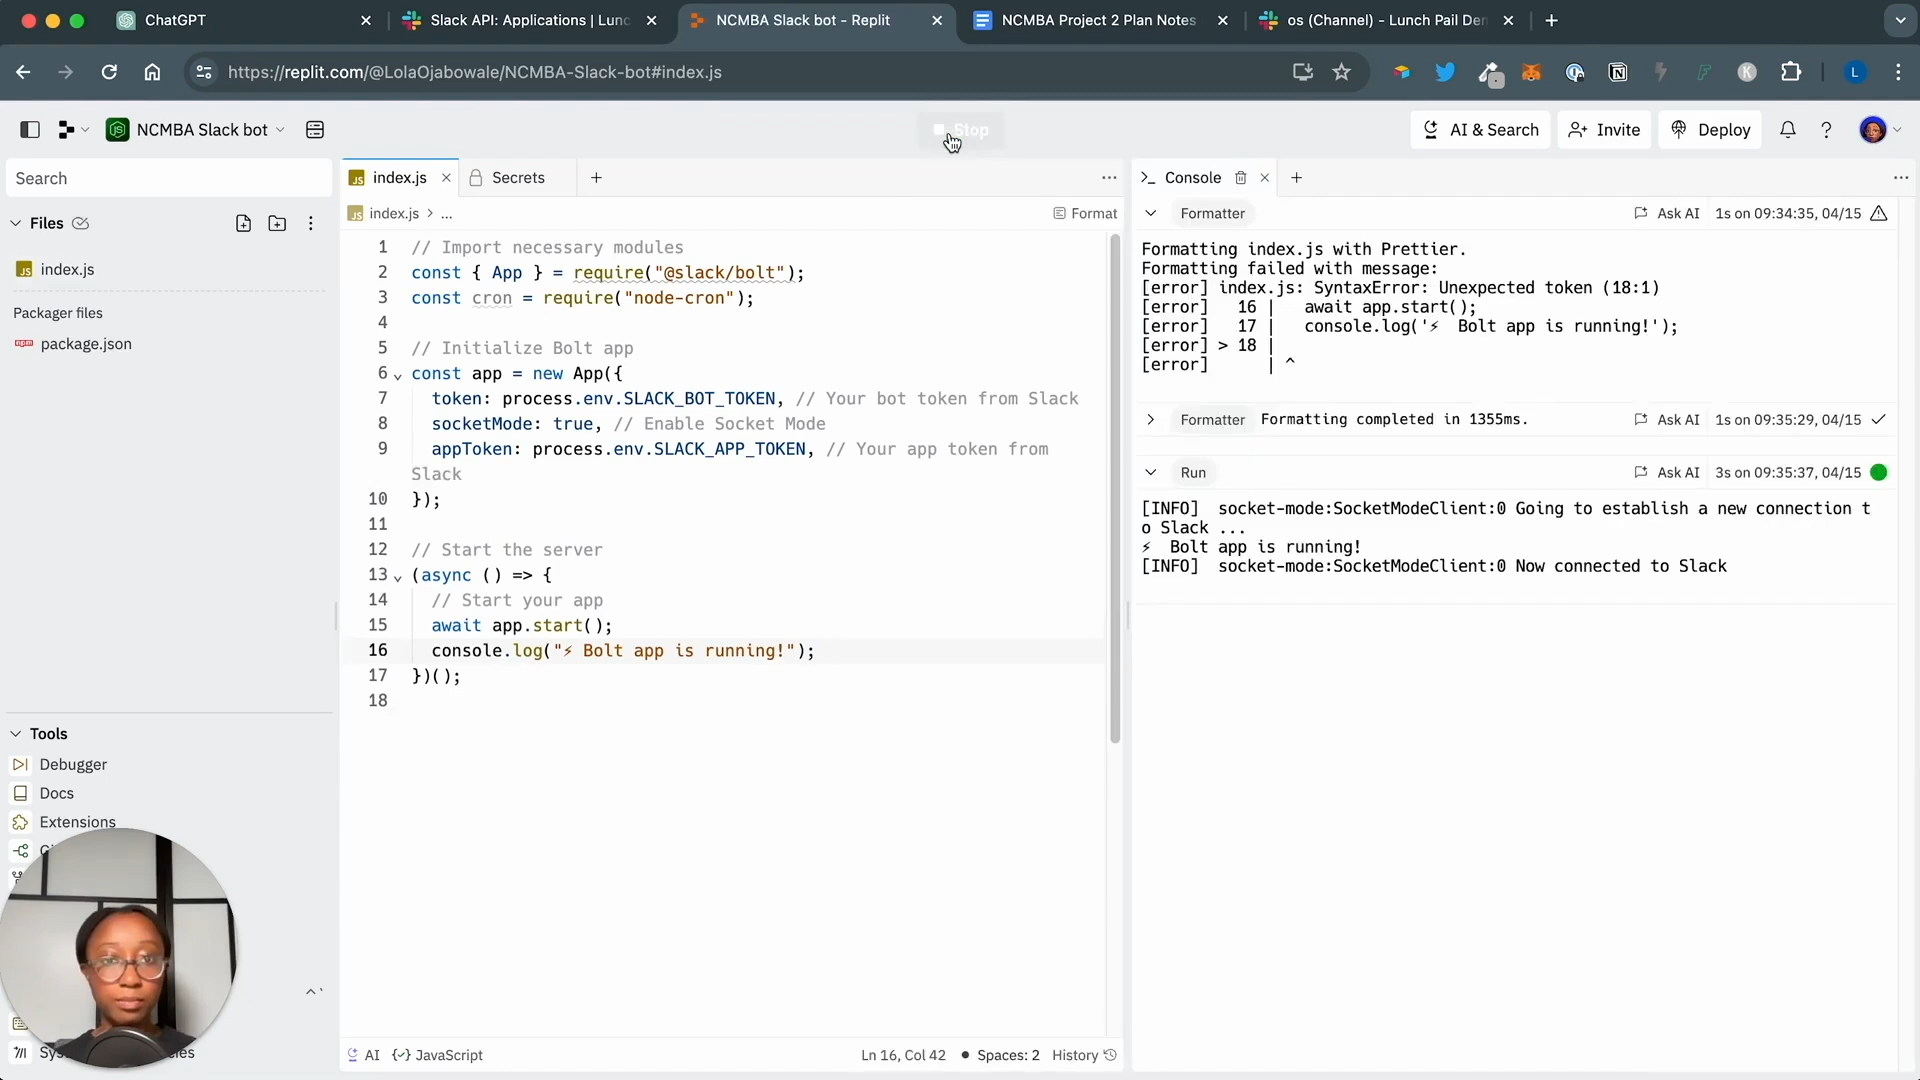 ChatGPT
Slack API: Applications | Lunc
NCMBA Slack bot - Replit
NCMBA Project 2 Plan Notes
os (Channel) - Lunch Pail Den
https://replit.com/@LolaOjabowale/NCMBA-Slack-bot#index.js
K
L
NCMBA Slack bot
Stop
AI & Search
Invite
Deploy
Search
Files
index.js
Packager files
package.json
Tools
Debugger
Docs
Extensions
index.js
Secrets
index.js > ...
Format
1 // Import necessary modules
2 const { App } = require("@slack/bolt");
3 const cron = require("node-cron");
4
5 // Initialize Bolt app
6 const app = new App({
7 token: process.env.SLACK_BOT_TOKEN, // Your bot token from Slack
8 socketMode: true, // Enable Socket Mode
9 appToken: process.env.SLACK_APP_TOKEN, // Your app token from
Slack
10 });
11
12 // Start the server
13 (async () => {
14 // Start your app
15 await app.start();
16 console.log("⚡ Bolt app is running!");
17 })();
18
AI
JavaScript
Ln 16, Col 42
Spaces: 2
History
Console
Formatter
Ask AI
1s on 09:34:35, 04/15
Formatting index.js with Prettier.
Formatting failed with message:
[error] index.js: SyntaxError: Unexpected token (18:1)
[error] 16 | await app.start();
[error] 17 | console.log('⚡ Bolt app is running!');
[error] > 18 |
[error] | ^
Formatter
Formatting completed in 1355ms.
Ask AI
1s on 09:35:29, 04/15
Run
Ask AI
3s on 09:35:37, 04/15
[INFO] socket-mode:SocketModeClient:0 Going to establish a new connection t
o Slack ...
⚡ Bolt app is running!
[INFO] socket-mode:SocketModeClient:0 Now connected to Slack